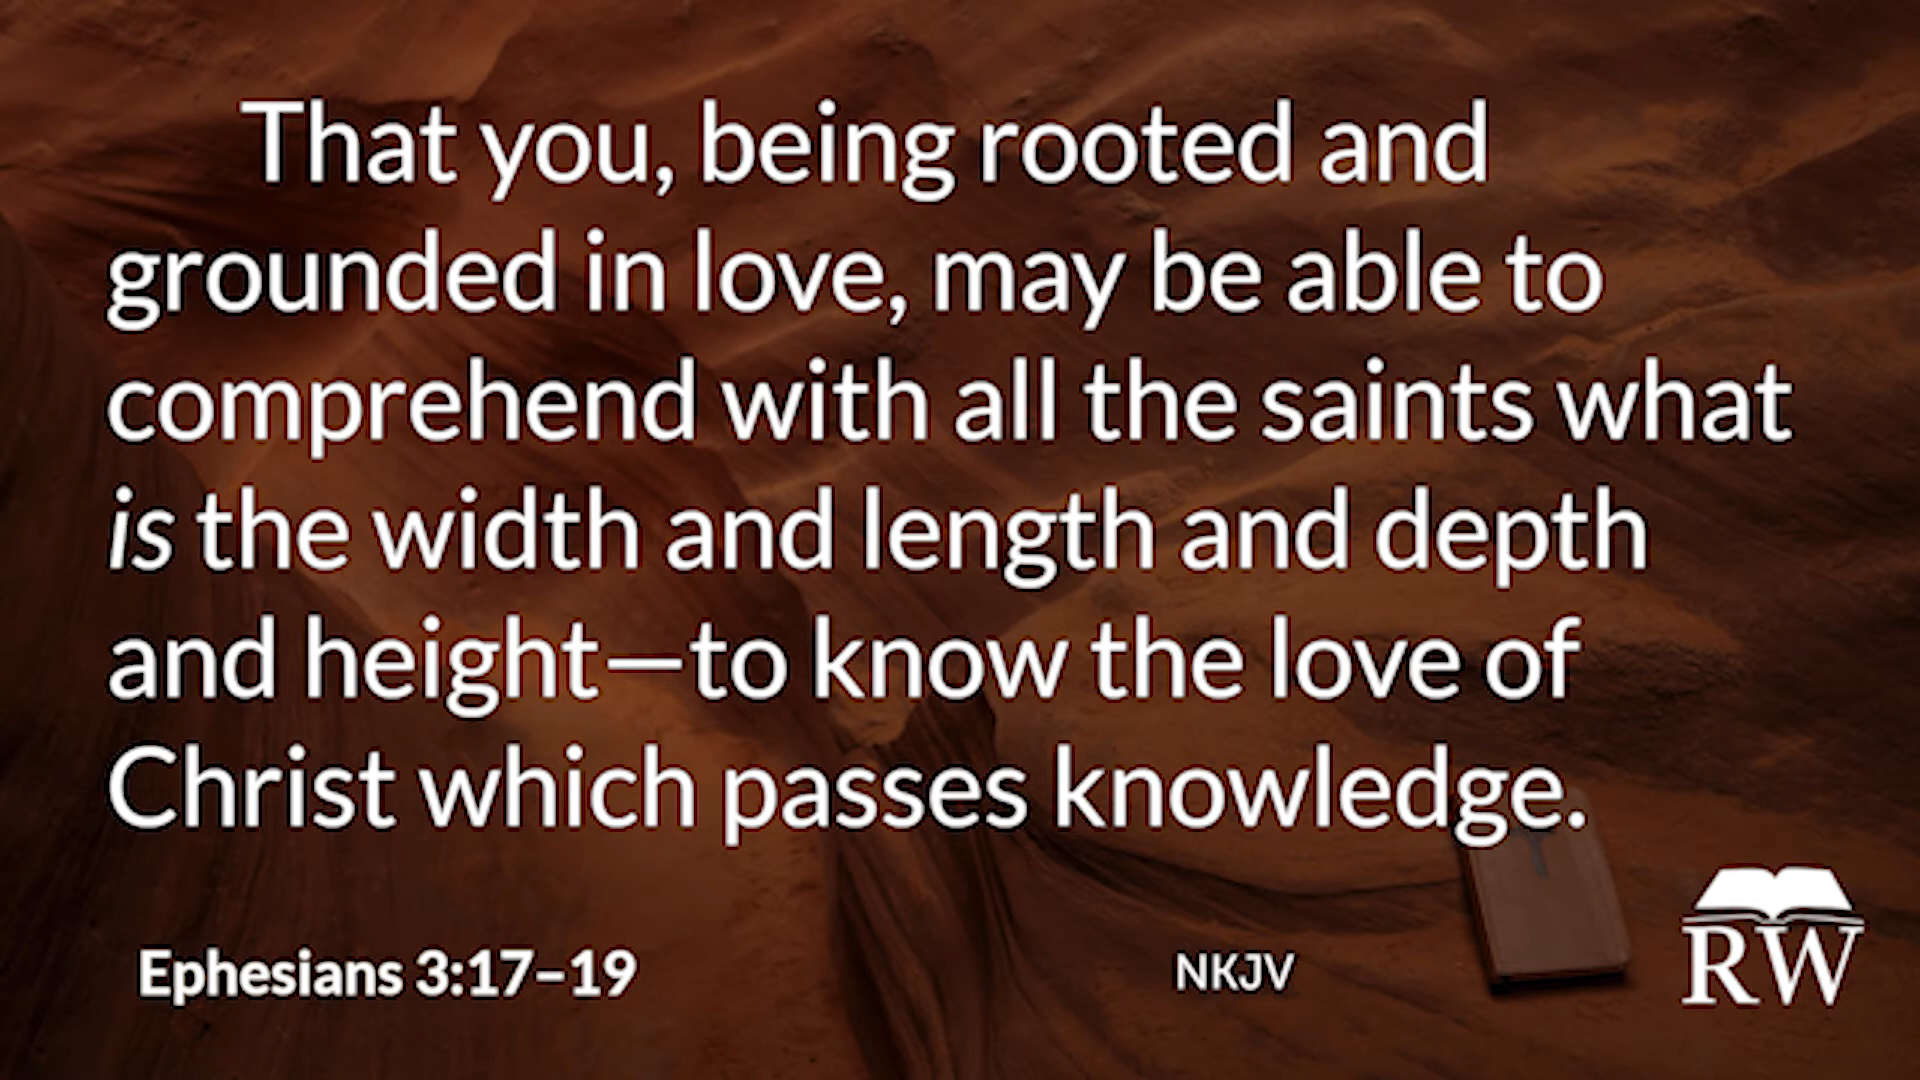 That you, being rooted and
grounded in love, may be able to
comprehend with all the saints what
is the width and length and depth
and height—to know the love of
Christ which passes knowledge.
Ephesians 3:17–19
NKJV
RW